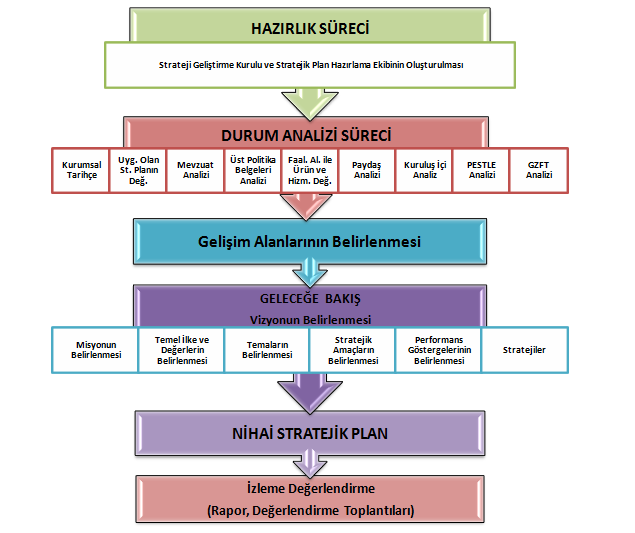 HAZIRLIK SÜRECİ
Strateji Geliştirme Kurulu ve Stratejik Plan Hazırlama Ekibinin Oluşturulması
DURUM ANALİZİ SÜRECİ
Kurumsal
Tarihçe
Uyg. Olan
St. Planın
Değ.
Mevzuat
Analizi
Üst Politika
Belgeleri
Analizi
Faal. Al. ile
Ürün ve
Hizm. Değ.
Paydaş
Analizi
Kuruluş İçi
Analiz
PESTLE
Analizi
GZFT
Analizi
Gelişim Alanlarının Belirlenmesi
GELECEĞE BAKIŞ
Vizyonun Belirlenmesi
Misyonun
Belirlenmesi
Temel İlke ve
Değerlerin
Belirlenmesi
Temaların
Belirlenmesi
Stratejik
Amaçların
Belirlenmesi
Performans
Göstergelerinin
Belirlenmesi
Stratejiler
NİHAİ STRATEJİK PLAN
İzleme Değerlendirme
(Rapor, Değerlendirme Toplantıları)